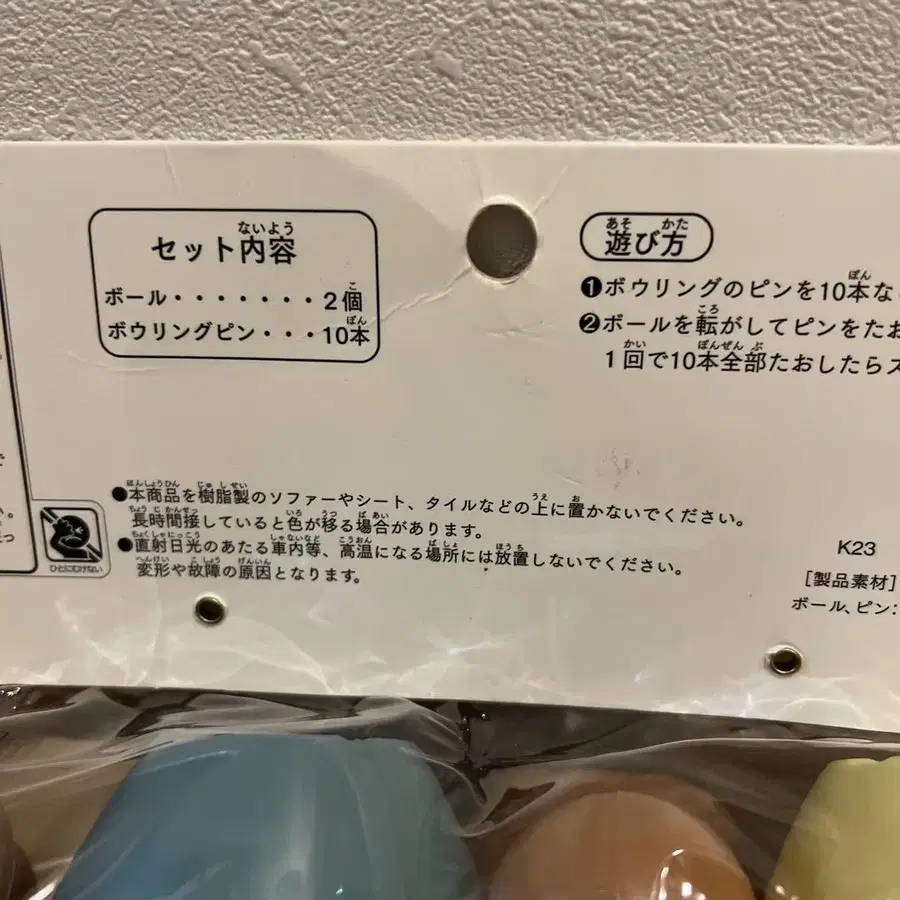 セット内容
ボール・・・・・・・2個
ボウリングピン・・・10本
遊び方
❶ボウリングのピンを10本な
❷ボールを転がしてピンをたお
1回で10本全部たおしたらス
●本商品を樹脂製のソファーやシート、タイルなどの上に置かないでください。
長時間接していると色が移る場合があります。
●直射日光のあたる車内等、高温になる場所には放置しないでください。
変形や故障の原因となります。
ひとにむけない
K23
[製品素材]
ボール、ピン: